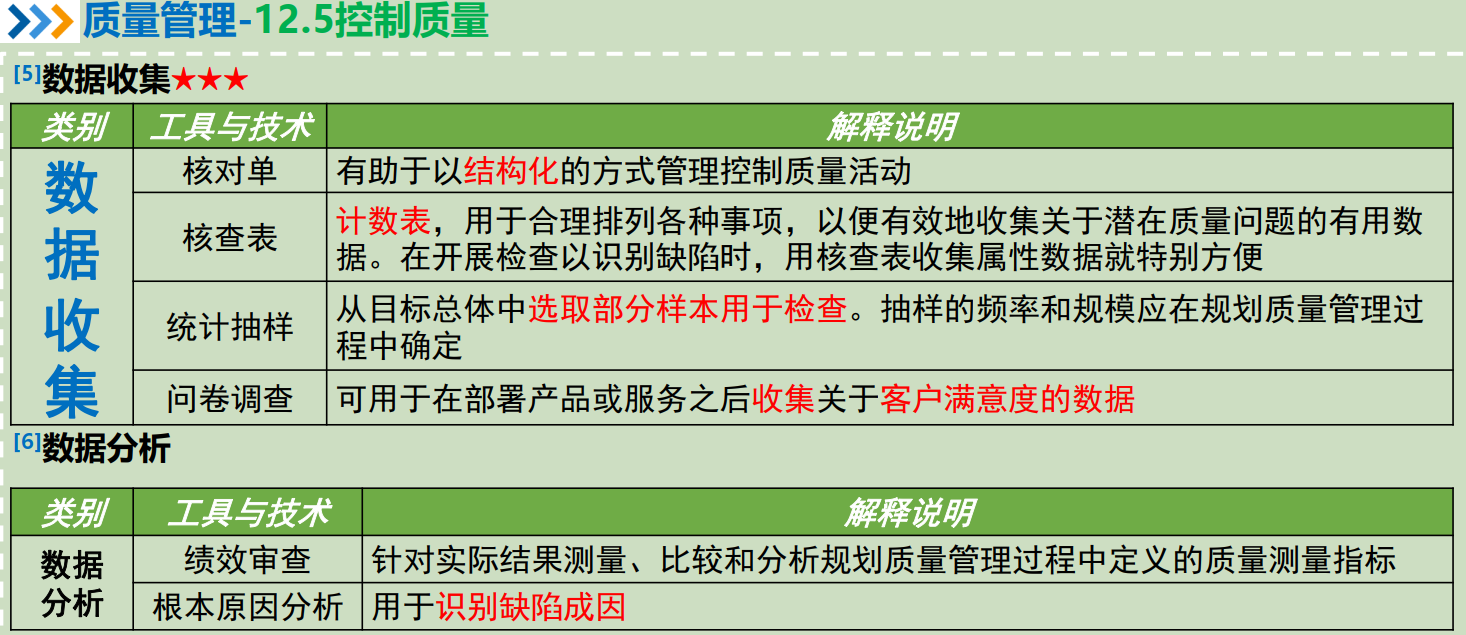 质量管理-12.5控制质量
[5]数据收集★★★
类别 工具与技术 解释说明
数据收集
核对单 有助于以结构化的方式管理控制质量活动
核查表 计数表，用于合理排列各种事项，以便有效地收集关于潜在质量问题的有用数
据。在开展检查以识别缺陷时，用核查表收集属性数据就特别方便
统计抽样 从目标总体中选取部分样本用于检查。抽样的频率和规模应在规划质量管理过
程中确定
问卷调查 可用于在部署产品或服务之后收集关于客户满意度的数据
[6]数据分析
类别 工具与技术 解释说明
数据
分析
绩效审查 针对实际结果测量、比较和分析规划质量管理过程中定义的质量测量指标
根本原因分析 用于识别缺陷成因